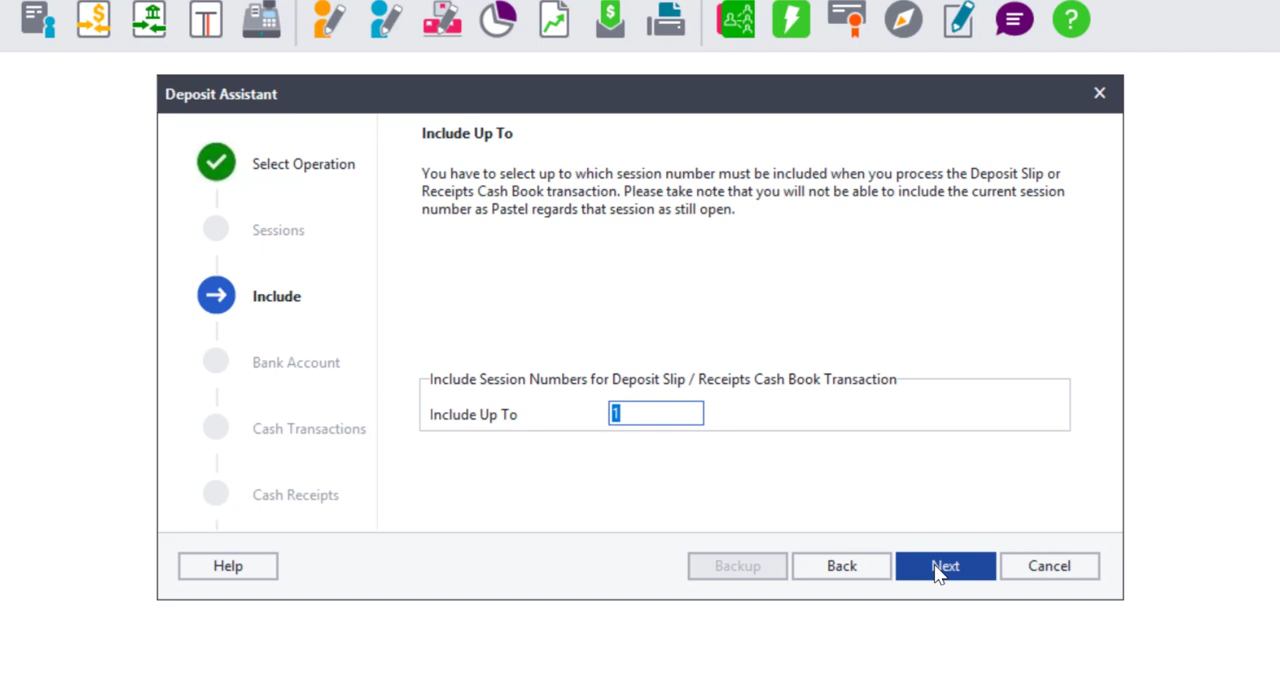 Deposit Assistant
Select Operation
Sessions
Include
Bank Account
Cash Transactions
Cash Receipts
Include Up To
You have to select up to which session number must be included when you process the Deposit Slip or
Receipts Cash Book transaction. Please take note that you will not be able to include the current session
number as Pastel regards that session as still open.
Include Session Numbers for Deposit Slip / Receipts Cash Book Transaction
Include Up To 1
Help
Backup
Back
Next
Cancel